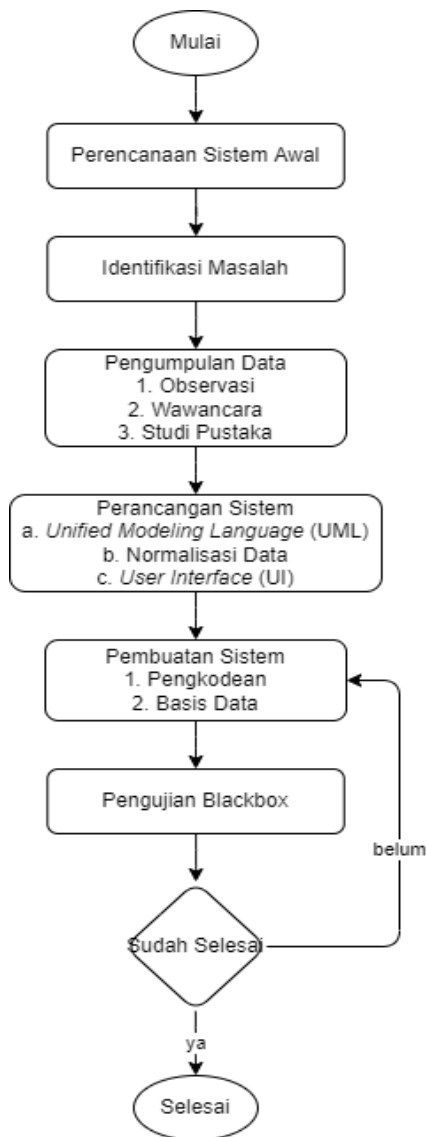 Mulai
Perencanaan Sistem Awal
Identifikasi Masalah
Pengumpulan Data
1. Observasi
2. Wawancara
3. Studi Pustaka
Perancangan Sistem
a. Unified Modeling Language (UML)
b. Normalisasi Data
c. User Interface (UI)
Pembuatan Sistem
1. Pengkodean
2. Basis Data
Pengujian Blackbox
belum
Sudah Selesai
ya
Selesai